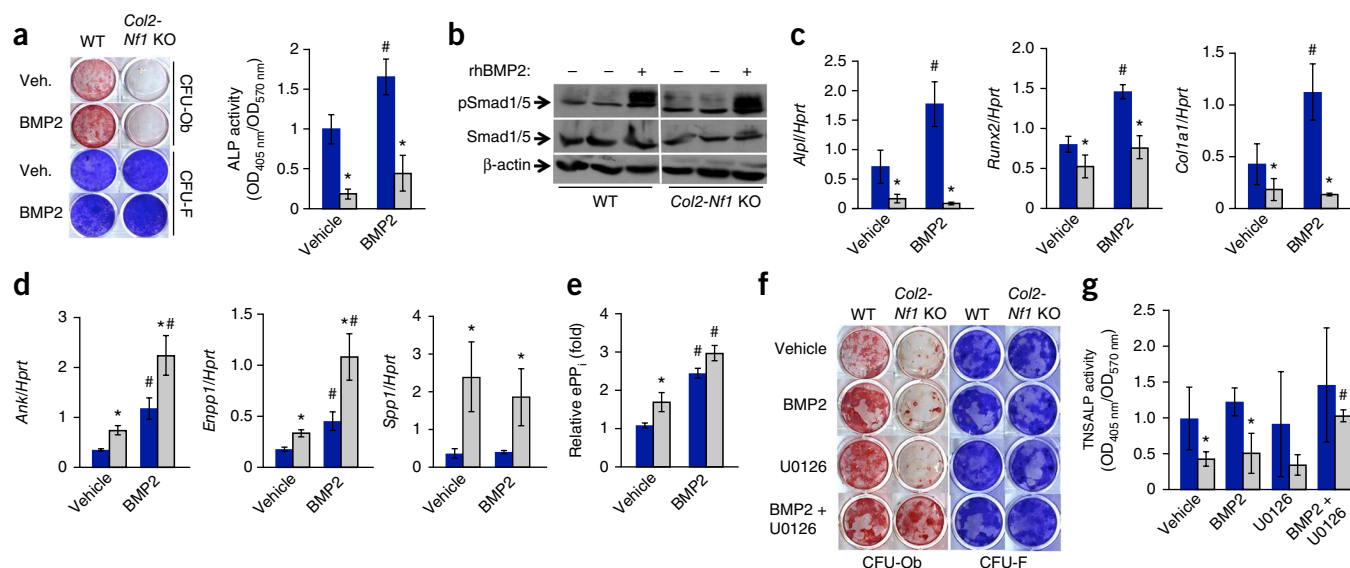 a
WT
Col2-
Nf1 KO
Veh.
BMP2
CFU-Ob
Veh.
BMP2
CFU-F
ALP activity
(OD405 nm/OD570 nm)
2
1.5
1
0.5
0
#
*
*
Vehicle
BMP2
b
rhBMP2:
– – + – – +
pSmad1/5
Smad1/5
β-actin
WT
Col2-Nf1 KO
c
Alpl/Hprt
2.5
2.0
1.5
1.0
0.5
0
#
*
*
Vehicle
BMP2
Runx2/Hprt
2.0
1.5
1.0
0.5
0
#
*
*
Vehicle
BMP2
Col1a1/Hprt
1.5
1.0
0.5
0
#
*
*
Vehicle
BMP2
d
Ank/Hprt
3
2
1
0
*
#
*#
Vehicle
BMP2
Enpp1/Hprt
1.5
1.0
0.5
0
*
#
*#
Vehicle
BMP2
Spp1/Hprt
4
3
2
1
0
*
*
Vehicle
BMP2
e
Relative ePPi (fold)
4
3
2
1
0
*
#
#
Vehicle
BMP2
f
WT
Col2-
Nf1 KO
WT
Col2-
Nf1 KO
Vehicle
BMP2
U0126
BMP2 +
U0126
CFU-Ob
CFU-F
g
TNSALP activity
(OD405 nm/OD570 nm)
2.5
2.0
1.5
1.0
0.5
0
*
*
#
Vehicle
BMP2
U0126
BMP2 +
U0126